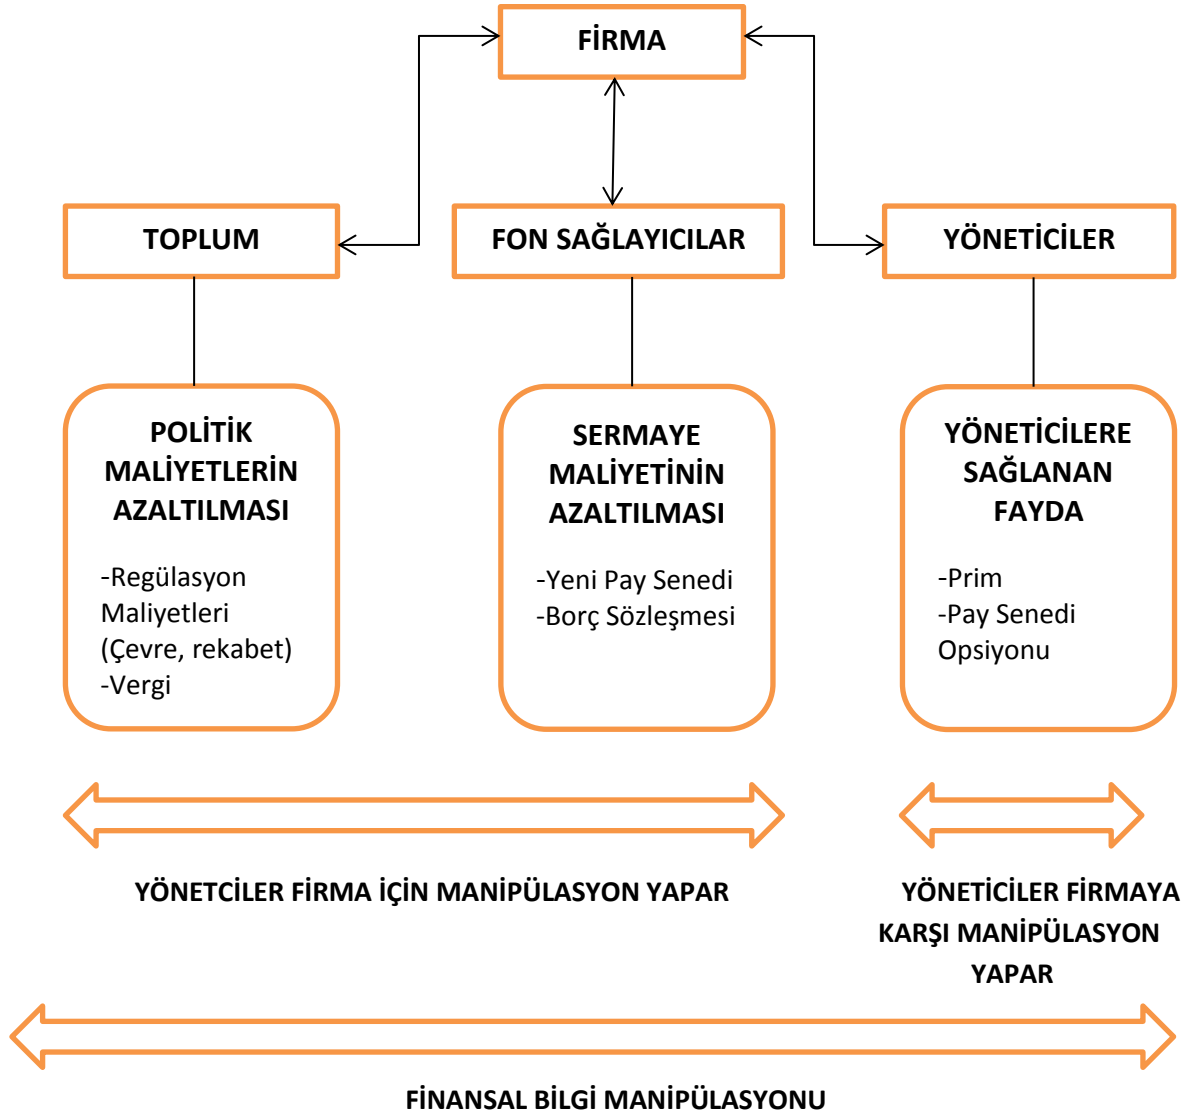 FİRMA
TOPLUM
FON SAĞLAYICILAR
YÖNETİCİLER
POLİTİK
MALİYETLERİN
AZALTILMASI
-Regülasyon
Maliyetleri
(Çevre, rekabet)
-Vergi
SERMAYE
MALİYETİNİN
AZALTILMASI
-Yeni Pay Senedi
-Borç Sözleşmesi
YÖNETİCİLERE
SAĞLANAN
FAYDA
-Prim
-Pay Senedi
Opsiyonu
YÖNETCİLER FİRMA İÇİN MANİPÜLASYON YAPAR
YÖNETİCİLER FİRMAYA
KARŞI MANİPÜLASYON
YAPAR
FİNANSAL BİLGİ MANİPÜLASYONU